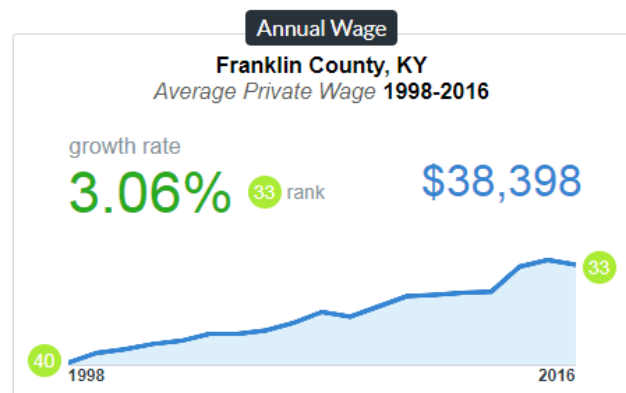 Annual Wage
Franklin County, KY
Average Private Wage 1998-2016
growth rate
3.06% 33 rank $38,398
33
40
1998 2016